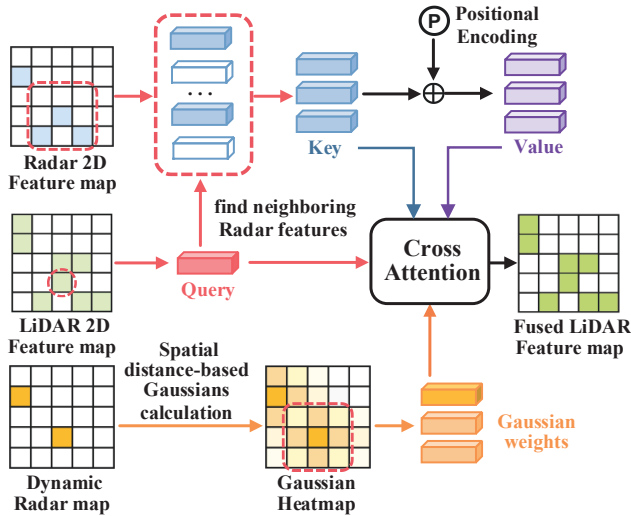 P
Positional
Encoding
Radar 2D
Feature map
...
Key
Value
find neighboring
Radar features
Query
Cross
Attention
LiDAR 2D
Feature map
Fused LiDAR
Feature map
Spatial
distance-based
Gaussians
calculation
Gaussian
weights
Dynamic
Radar map
Gaussian
Heatmap